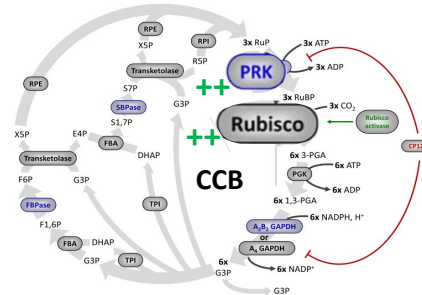 RPE
X5P
RPI
R5P
Transketolase
S7P
G3P
SBPase
S1,7P
FBA
DHAP
RPE
X5P
E4P
Transketolase
F6P
G3P
FBPase
F1,6P
FBA
DHAP
G3P
TPI
TPI
++
++
3x RuP
3x ATP
PRK
3x ADP
3x RuBP
3x CO2
Rubisco
Rubisco
activase
CP12
CCB
6x 3-PGA
6x ATP
PGK
6x ADP
6x 1,3-PGA
6x NADPH, H+
A2B2 GAPDH
or
A4 GAPDH
6x NADP+
6x
G3P
G3P